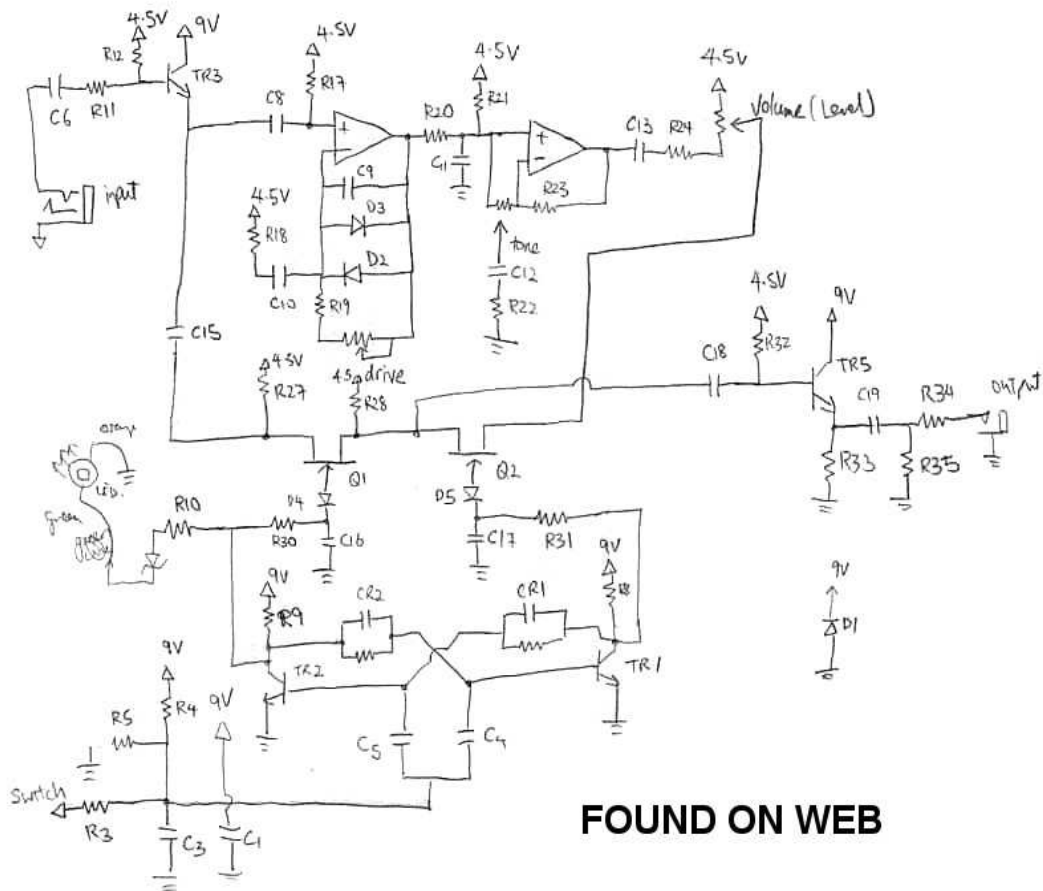 4.5V
9V
R12
TR3
C6
R11
input
C8
4.5V
R17
+
-
C9
D3
D2
4.5V
R18
C10
R19
drive
R20
4.5V
R21
C11
+
-
R23
tone
C12
R22
C13
R24
4.5V
Volume (Level)
C15
4.5V
R27
4.5
R28
Q1
Q2
C18
4.5V
R32
9V
TR5
C19
R34
output
R33
R35
orange
LED.
green
R10
D4
R30
C16
D5
C17
R31
9V
R9
CR2
CR1
9V
R8
TR2
TR1
9V
D1
9V
R4
R5
9V
C5
C4
Switch
R3
C3
C1
FOUND ON WEB